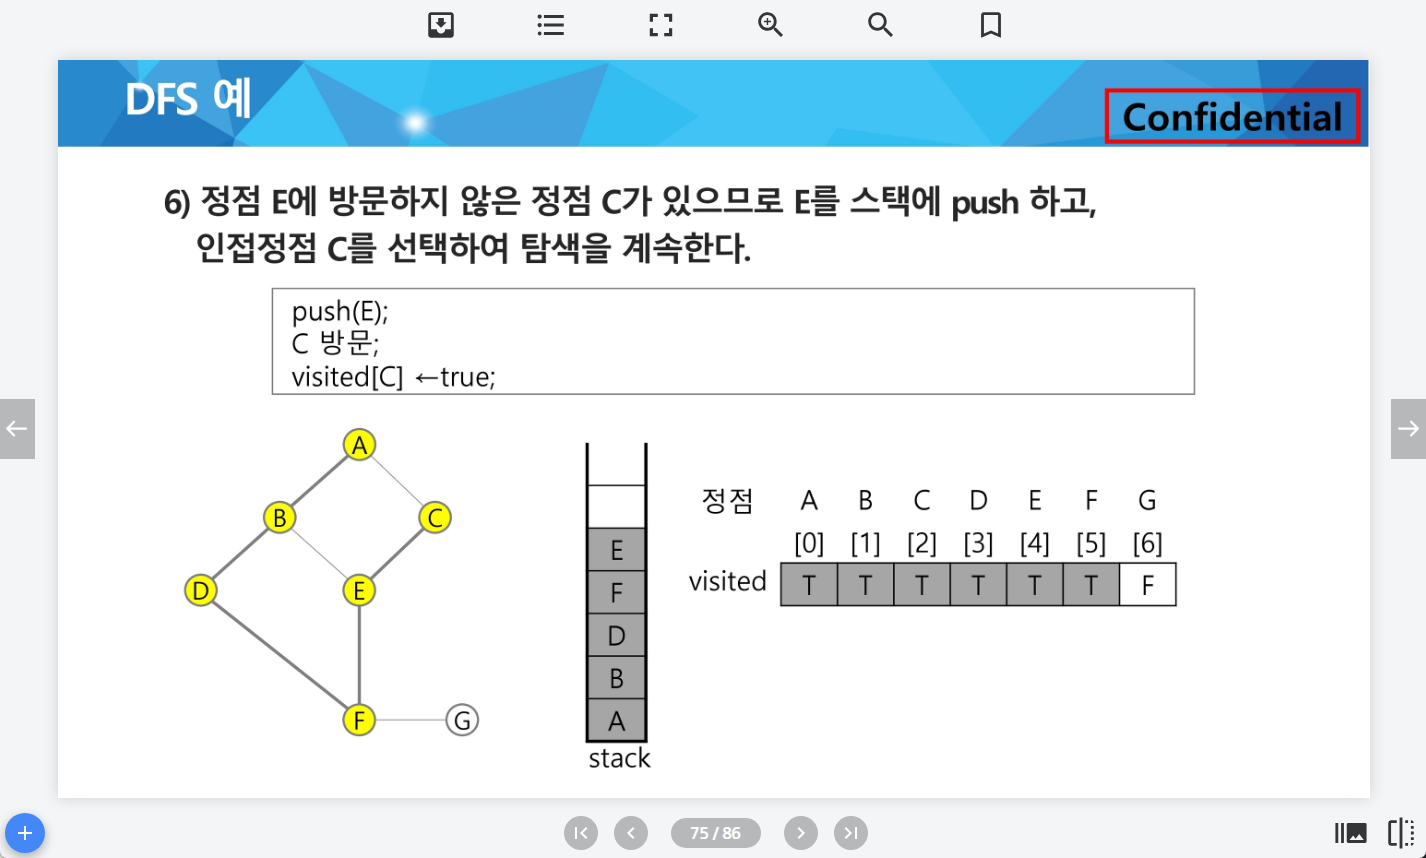 DFS 예
Confidential
6) 정점 E에 방문하지 않은 정점 C가 있으므로 E를 스택에 push 하고,
인접정점 C를 선택하여 탐색을 계속한다.
push(E);
C 방문;
visited[C] ←true;
A
B
C
D
E
F
G
E
F
D
B
A
stack
정점 A B C D E F G
[0] [1] [2] [3] [4] [5] [6]
visited T T T T T T F
75 / 86